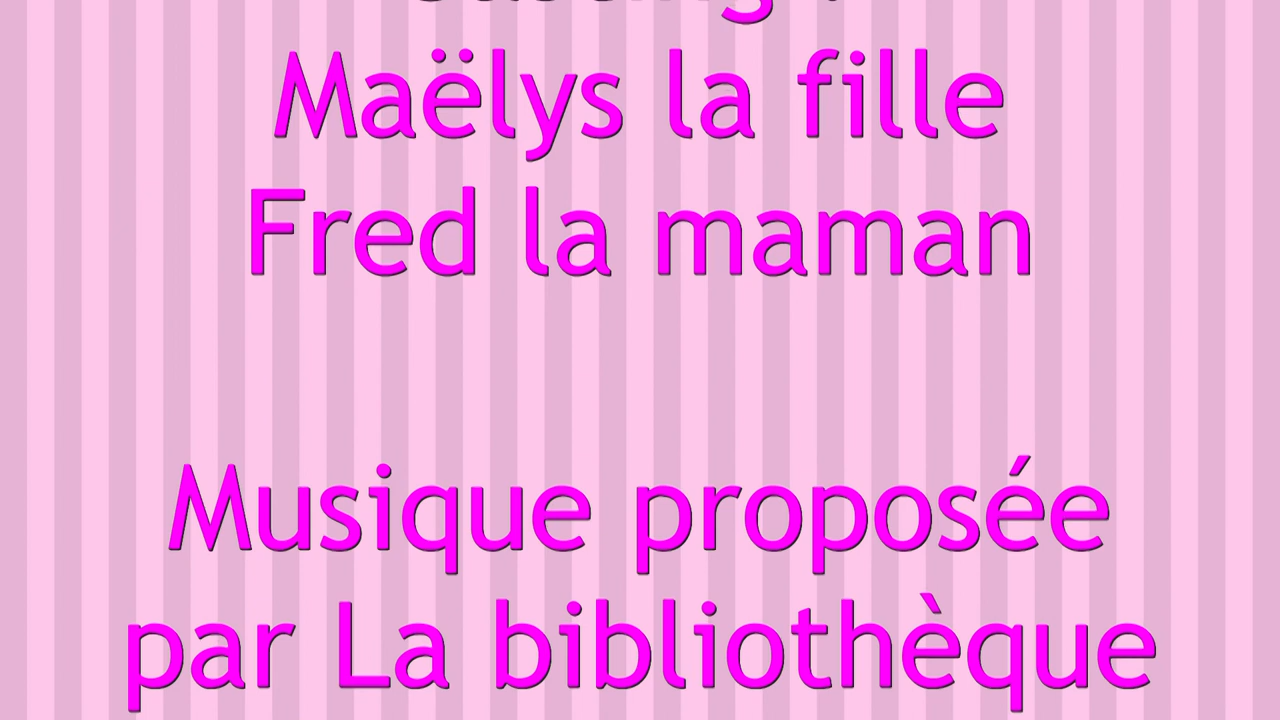 Maëlys la fille
Fred la maman
Musique proposée
par La bibliothèque